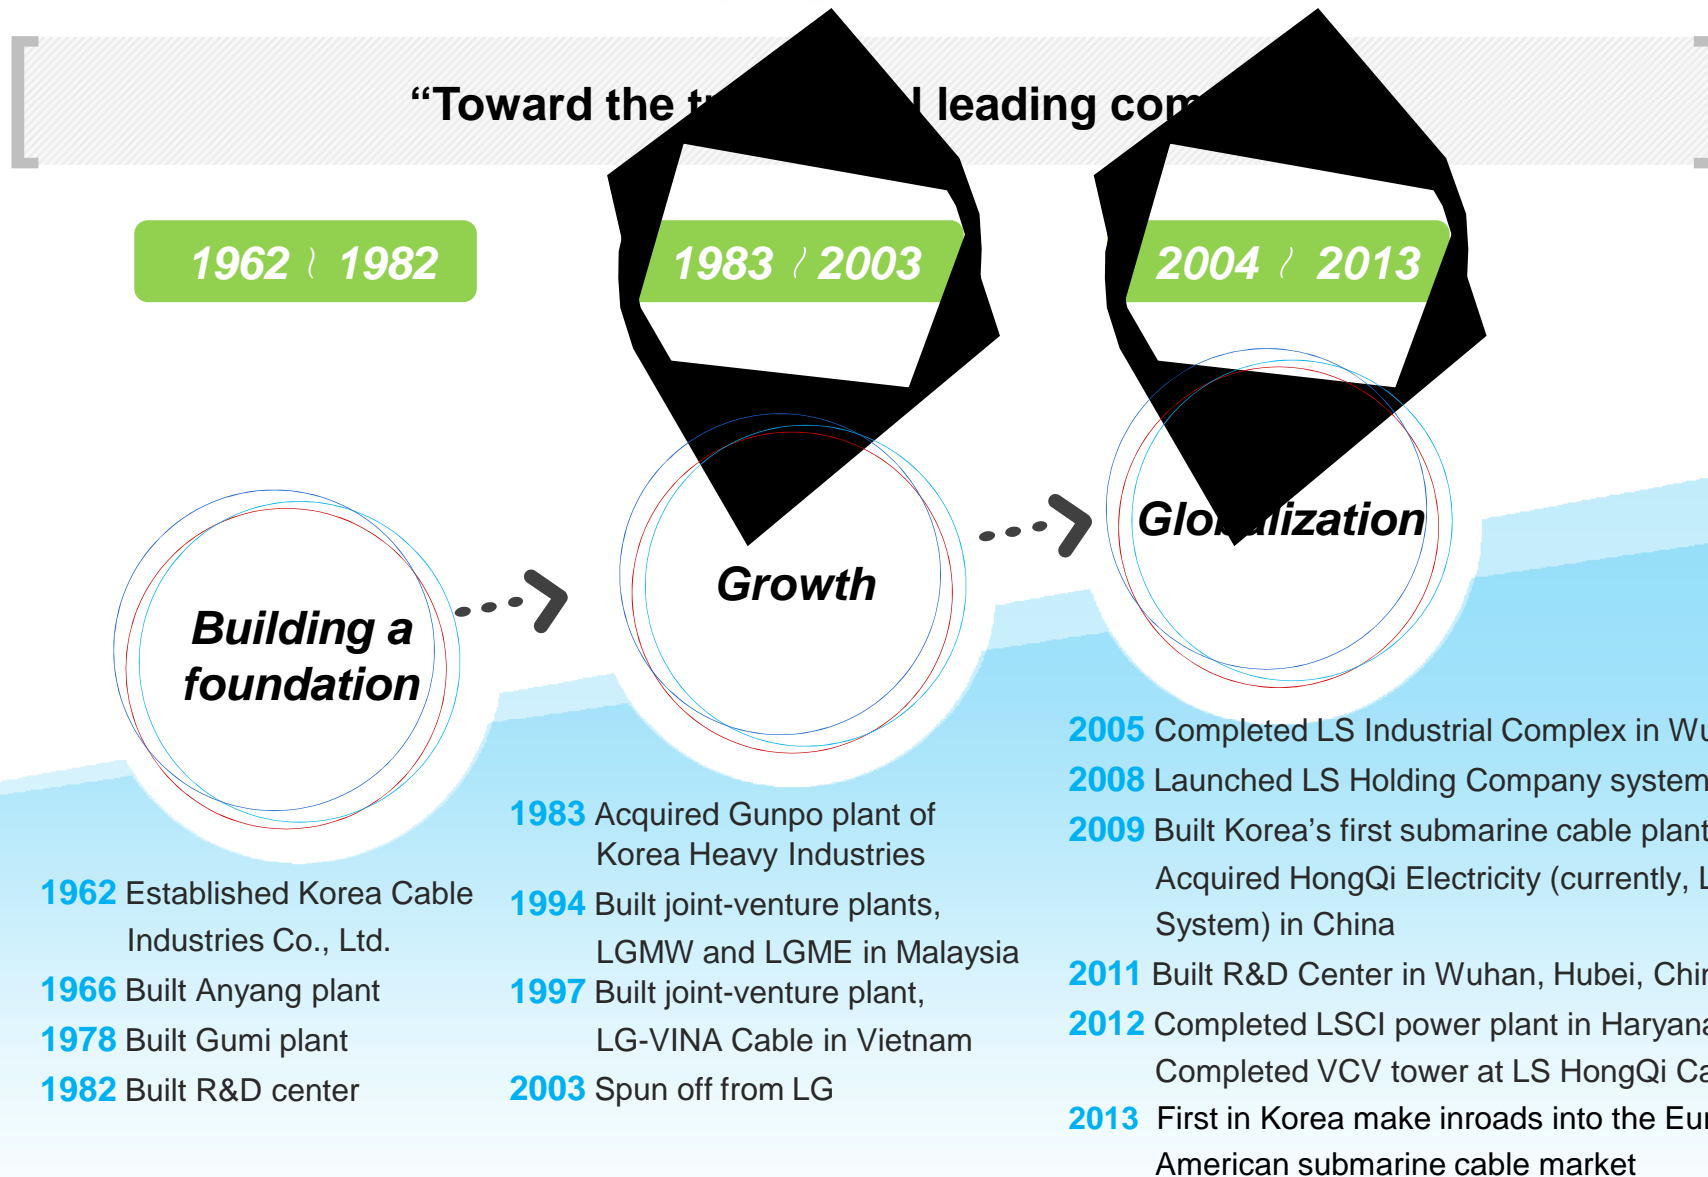 “Toward the leading
1962 ~ 1982
1983 ~ 2003
2004 ~ 2013
Building a
foundation
Growth
Globalization
1962 Established Korea Cable
Industries Co., Ltd.
1966 Built Anyang plant
1978 Built Gumi plant
1982 Built R&D center
1983 Acquired Gunpo plant of
Korea Heavy Industries
1994 Built joint-venture plants,
LGMW and LGME in Malaysia
1997 Built joint-venture plant,
LG-VINA Cable in Vietnam
2003 Spun off from LG
2005 Completed LS Industrial Complex in
2008 Launched LS Holding Company system
2009 Built Korea’s first submarine cable plant
Acquired HongQi Electricity (currently,
System) in China
2011 Built R&D Center in Wuhan, Hubei,
2012 Completed LSCI power plant in Haryana
Completed VCV tower at LS HongQi
2013 First in Korea make inroads into the
American submarine cable market